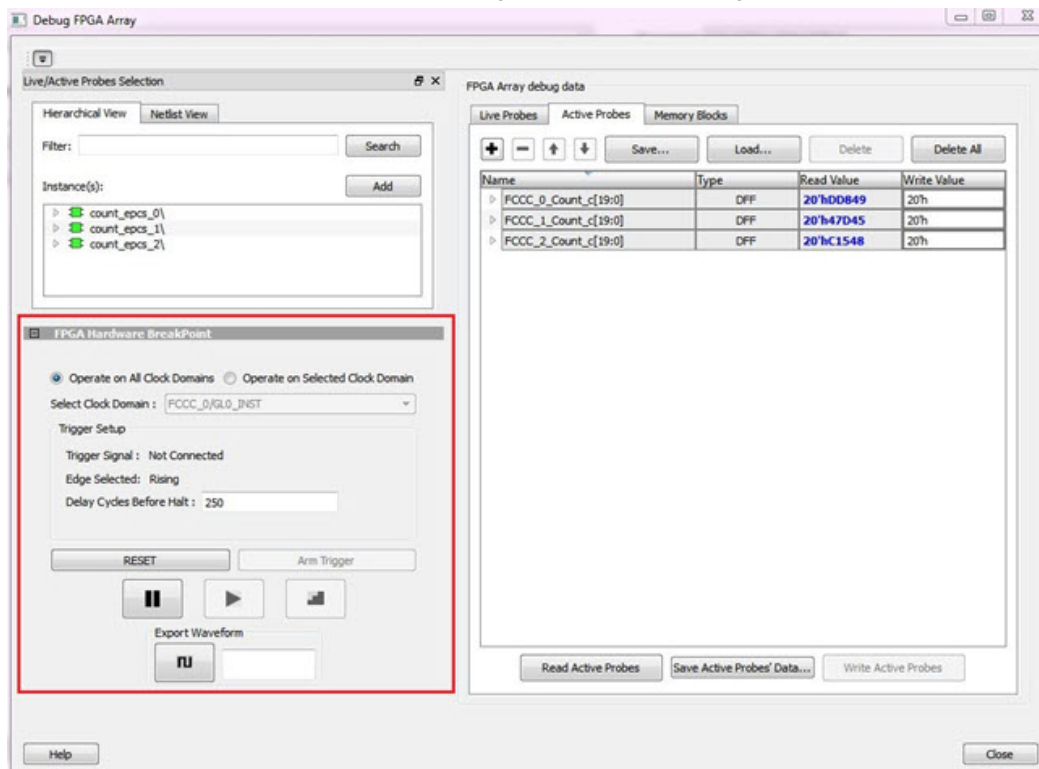 Debug FPGA Array
Live/Active Probes Selection
Hierarchical View Netlist View
Filter: Search
Instance(s): Add
count_epcs_0\
count_epcs_1\
count_epcs_2\
FPGA Hardware BreakPoint
Operate on All Clock Domains Operate on Selected Clock Domain
Select Clock Domain : FCCC_0/GL0_INST
Trigger Setup
Trigger Signal : Not Connected
Edge Selected: Rising
Delay Cycles Before Halt : 250
RESET Arm Trigger
Export Waveform
FPGA Array debug data
Live Probes Active Probes Memory Blocks
Save... Load... Delete Delete All
Name Type Read Value Write Value
FCCC_0_Count_c[19:0] DFF 20'hDD849 20'h
FCCC_1_Count_c[19:0] DFF 20'h47D45 20'h
FCCC_2_Count_c[19:0] DFF 20'hC1548 20'h
Read Active Probes Save Active Probes' Data... Write Active Probes
Help Close